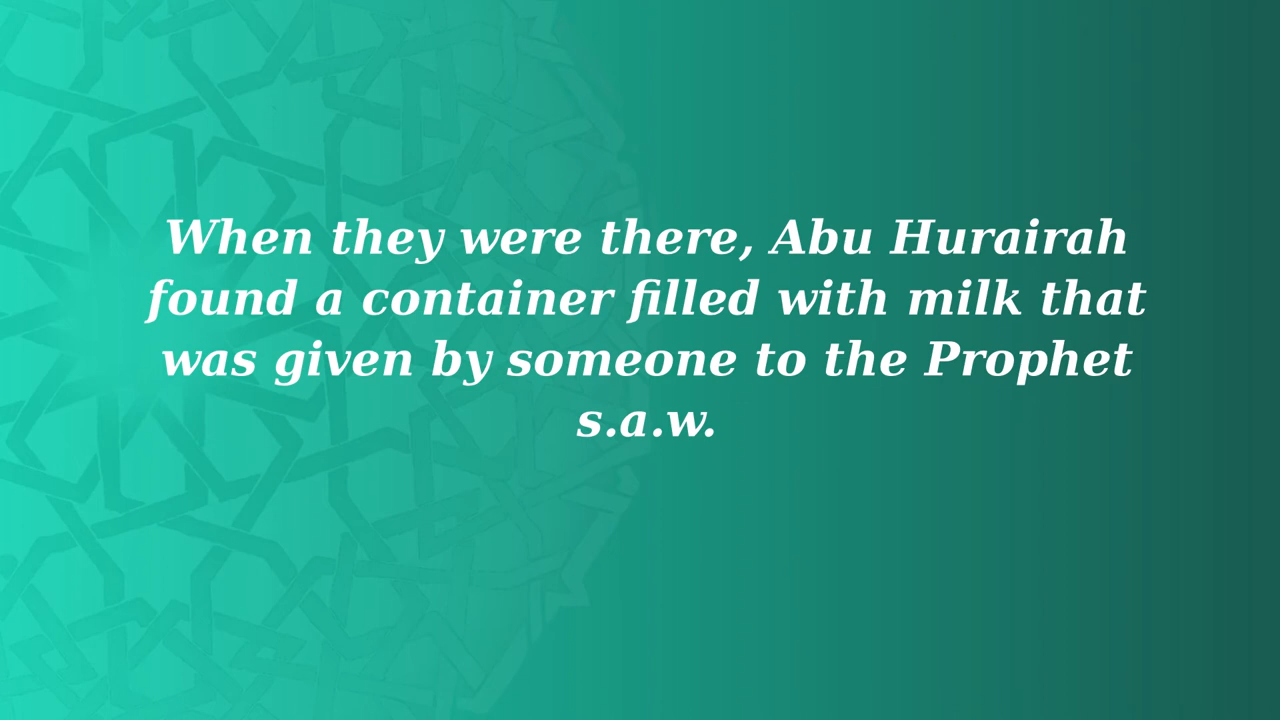 When they were there, Abu Hurairah
found a container filled with milk that
was given by someone to the Prophet
s.a.w.